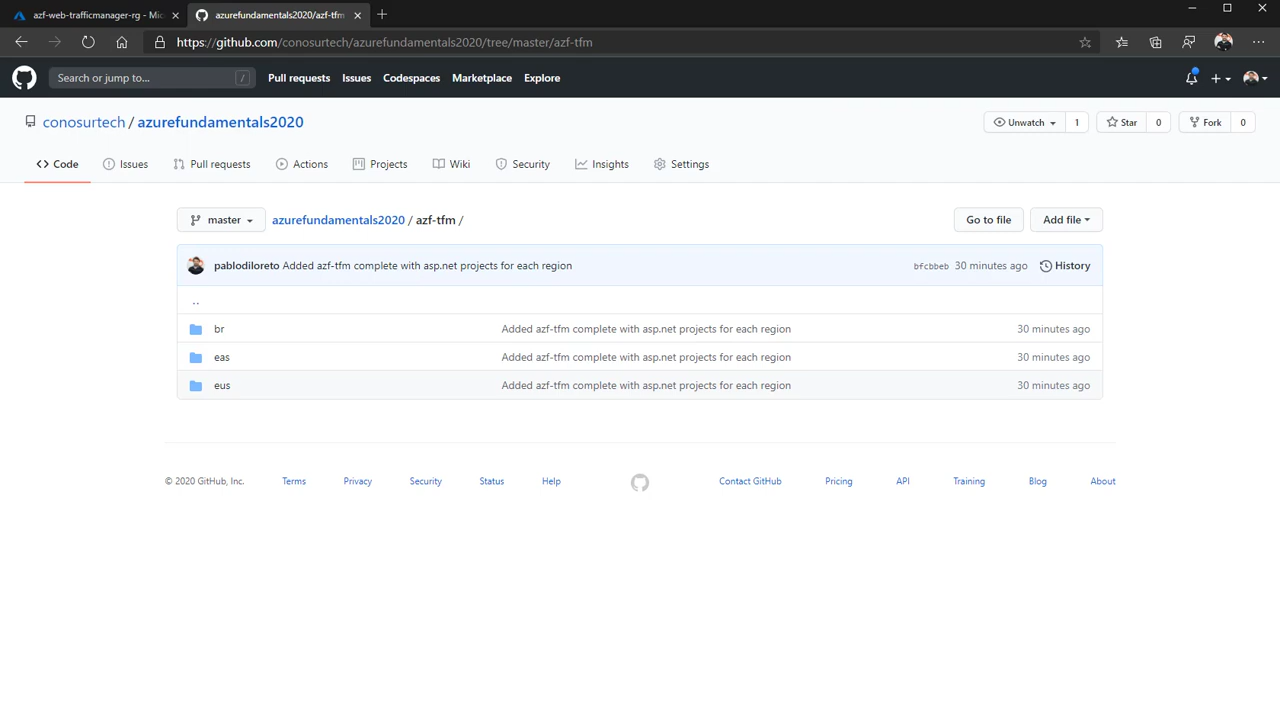 azf-web-trafficmanager-rg - Mic
azurefundamentals2020/azf-tfm
https://github.com/conosurtech/azurefundamentals2020/tree/master/azf-tfm
Search or jump to... /
Pull requests Issues Codespaces Marketplace Explore
conosurtech / azurefundamentals2020
Unwatch 1 Star 0 Fork 0
Code Issues Pull requests Actions Projects Wiki Security Insights Settings
master azurefundamentals2020 / azf-tfm / Go to file Add file
pablodiloreto Added azf-tfm complete with asp.net projects for each region bfcbbeb 30 minutes ago History
..
br Added azf-tfm complete with asp.net projects for each region 30 minutes ago
eas Added azf-tfm complete with asp.net projects for each region 30 minutes ago
eus Added azf-tfm complete with asp.net projects for each region 30 minutes ago
© 2020 GitHub, Inc. Terms Privacy Security Status Help Contact GitHub Pricing API Training Blog About